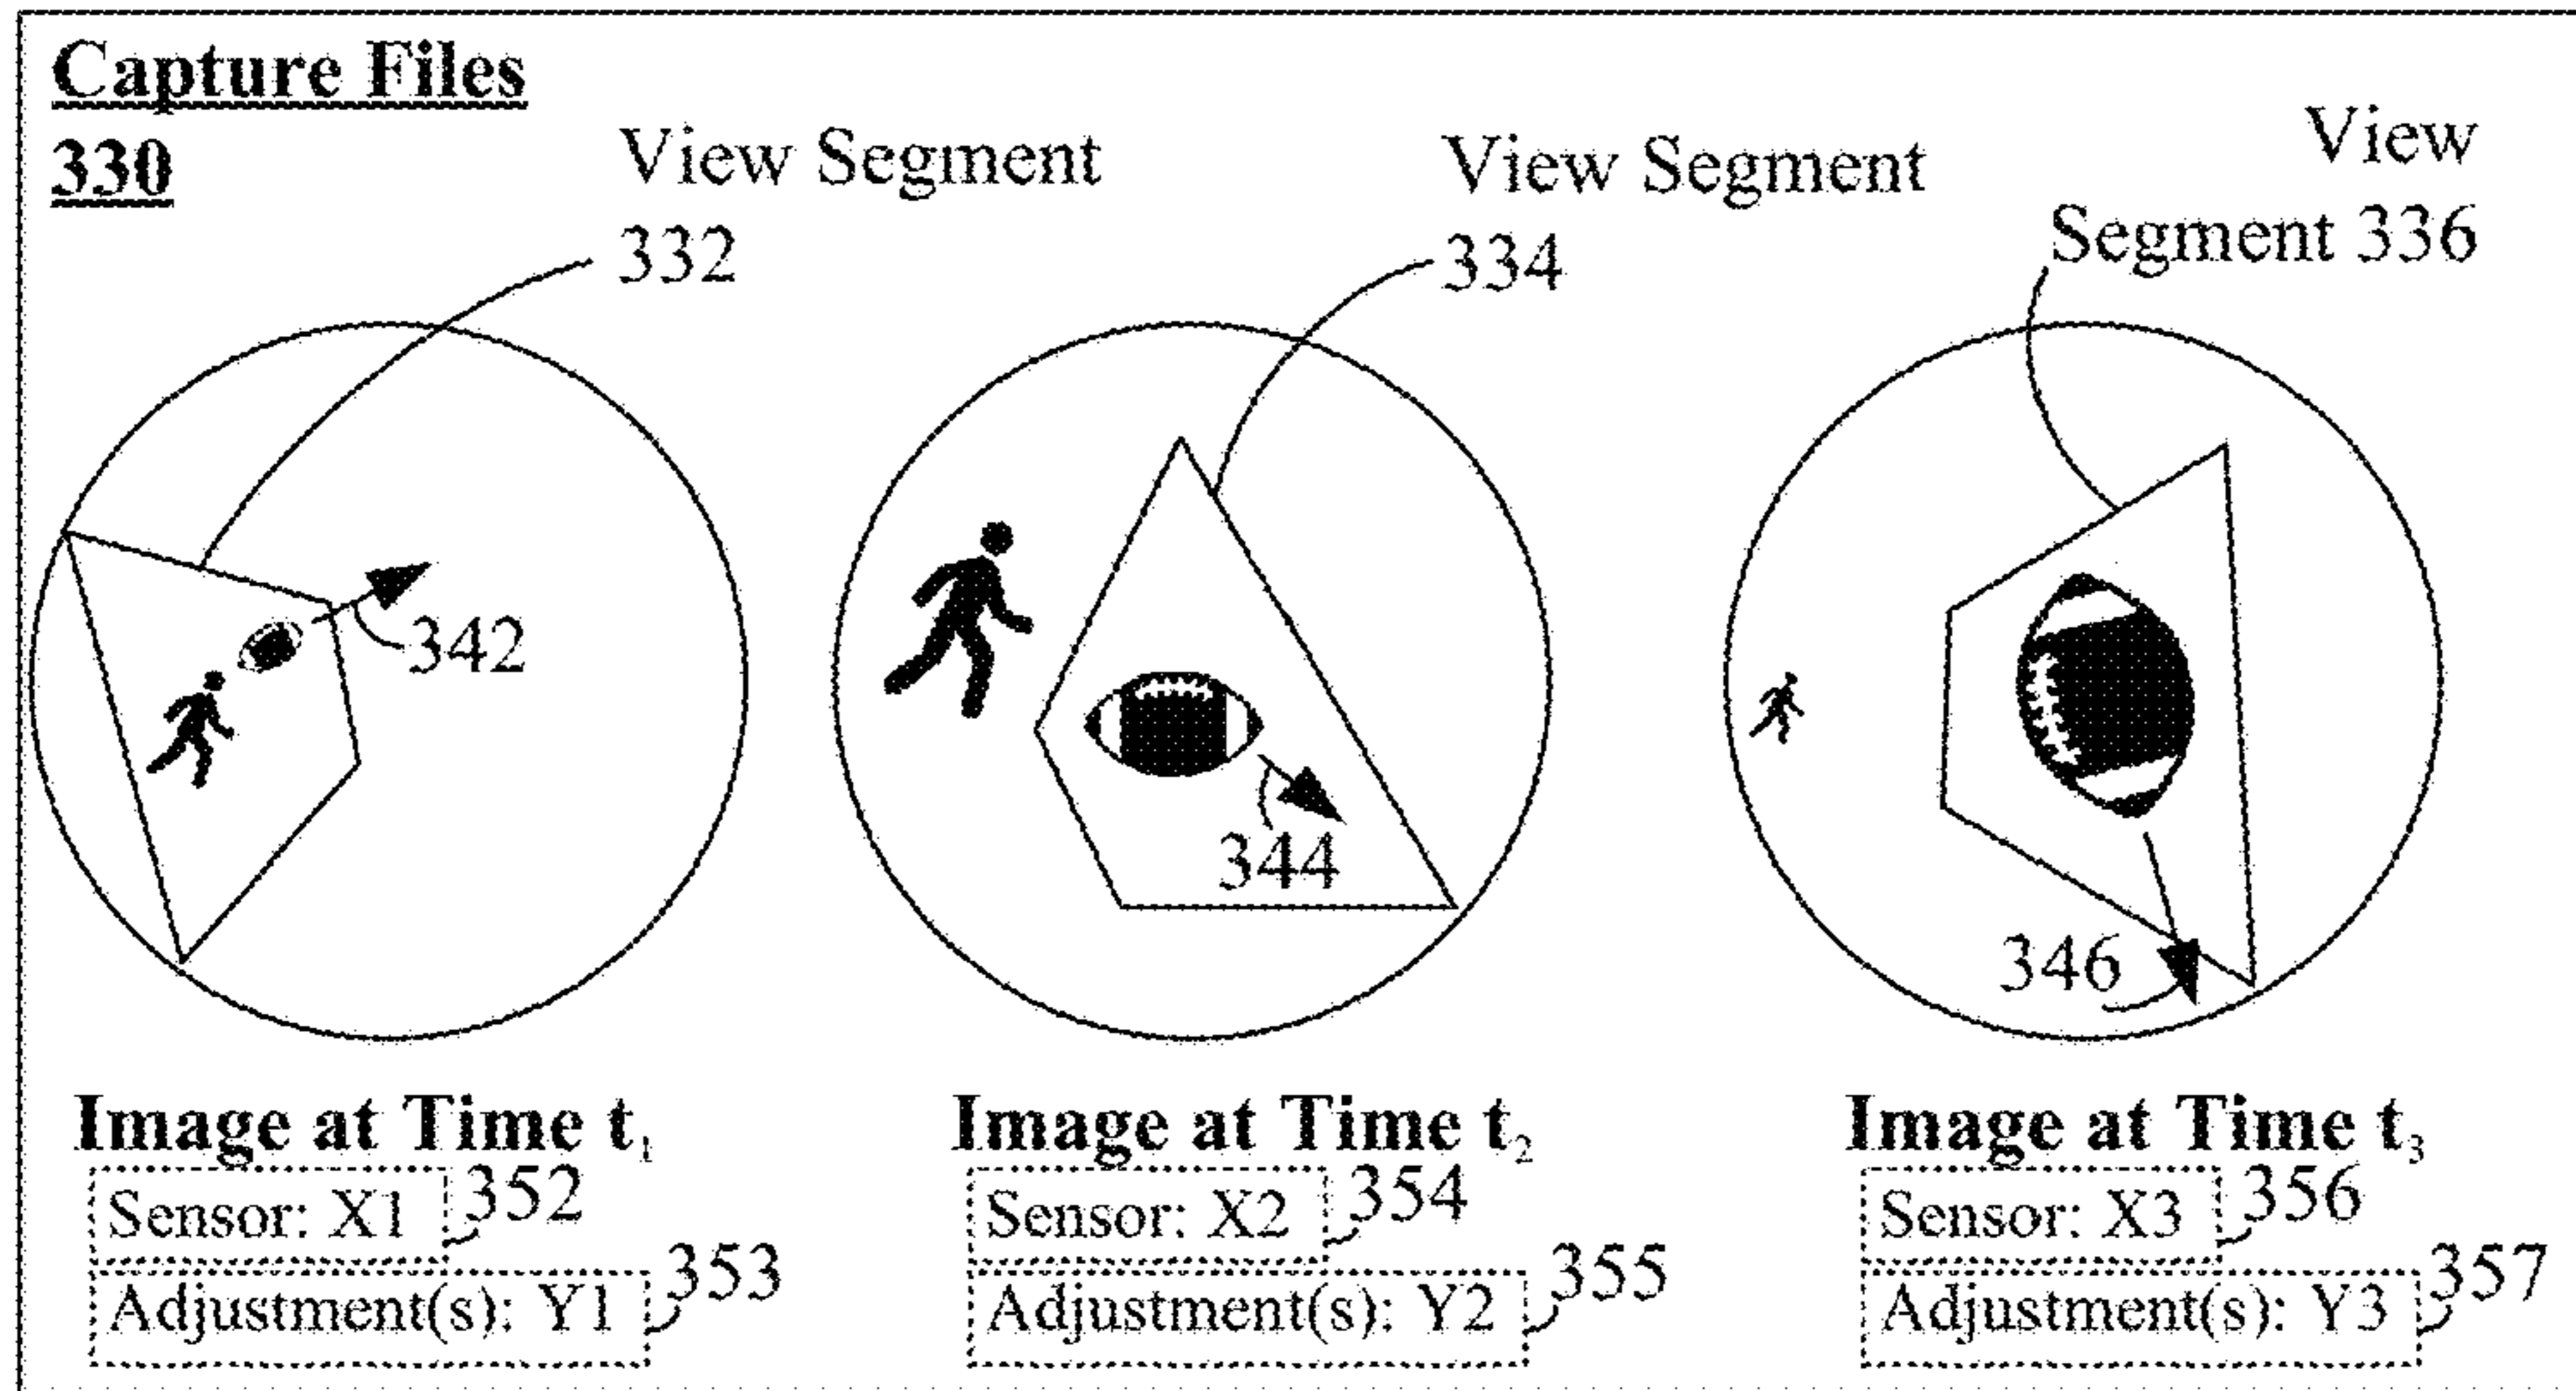 Capture Files
330
View Segment
332
View Segment
334
View
Segment 336
342
344
346
Image at Time t₁
Sensor: X1 352
Adjustment(s): Y1 353
Image at Time t₂
Sensor: X2 354
Adjustment(s): Y2 355
Image at Time t₃
Sensor: X3 356
Adjustment(s): Y3 357